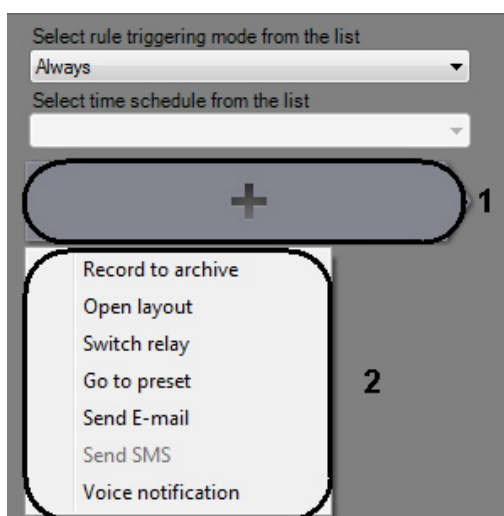 Select rule triggering mode from the list
Always
Select time schedule from the list
+ 1
Record to archive
Open layout
Switch relay
Go to preset
2
Send E-mail
Send SMS
Voice notification